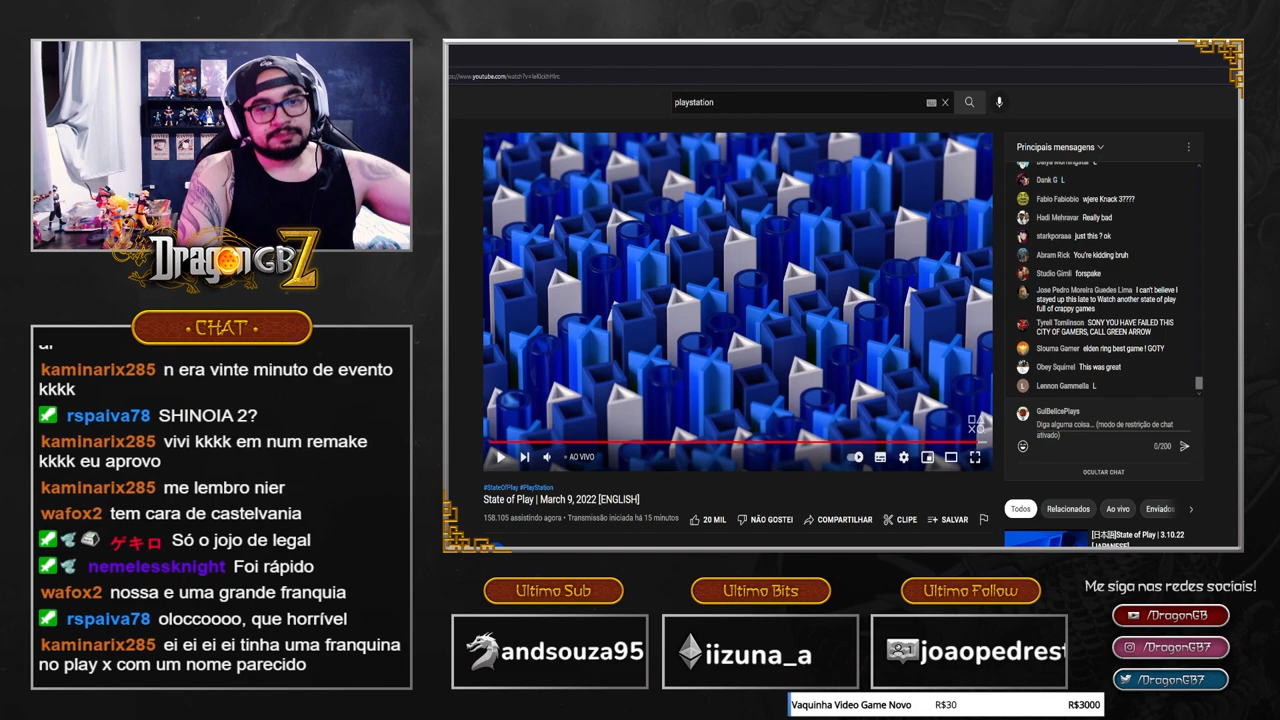 DragonGBZ
• CHAT •
kaminarix285 n era vinte minuto de evento
kkkk
rspaiva78 SHINOIA 2?
kaminarix285 vivi kkkk em num remake
kkkk eu aprovo
kaminarix285 me lembro nier
wafox2 tem cara de castelvania
ゲキロ Só o jojo de legal
nemelessknight Foi rápido
wafox2 nossa e uma grande franquia
rspaiva78 oloccoooo, que horrível
kaminarix285 ei ei ei ei tinha uma franquina
no play x com um nome parecido
playstation
Principais mensagens
Dank G L
Fabio Fabiobio wjere Knack 3????
Hadi Mehravar Really bad
starkporaaa just this ? ok
Abram Rick You're kidding bruh
Studio Gimli forspake
Jose Pedro Moreira Guedes Lima I can't believe I
stayed up this late to Watch another state of play
full of crappy games
Tyrell Tomlinson SONY YOU HAVE FAILED THIS
CITY OF GAMERS, CALL GREEN ARROW
Slouma Gamer elden ring best game ! GOTY
Obey Squirrel This was great
Lennon Gammella L
GuiBellcePlays
Diga alguma coisa... (modo de restrição de chat
ativado)
0/200
OCULTAR CHAT
AO VIVO
#StateOfPlay #PlayStation
State of Play | March 9, 2022 [ENGLISH]
158.105 assistindo agora • Transmissão iniciada há 15 minutos
20 MIL NÃO GOSTEI COMPARTILHAR CLIPE SALVAR
Todos Relacionados Ao vivo Enviados
[日本語]State of Play | 3.10.22
[JAPANESE]
Ultimo Sub
andsouza95
Ultimo Bits
iizuna_a
Ultimo Follow
joaopedrest
Me siga nas redes sociais!
/DragonGB
/DragonGB7
/DragonGB7
Vaquinha Video Game Novo R$30 R$3000